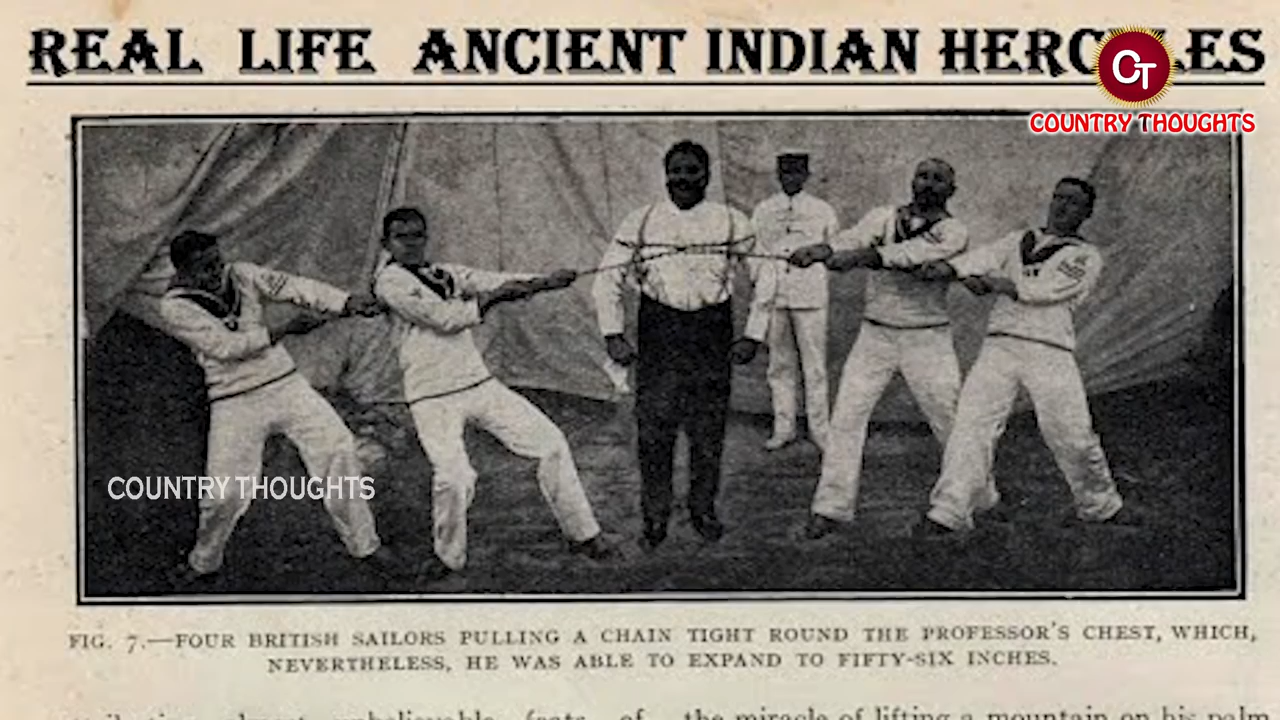 REAL LIFE ANCIENT INDIAN HERC LES
CT
COUNTRY THOUGHTS
COUNTRY THOUGHTS
FIG. 7.—FOUR BRITISH SAILORS PULLING A CHAIN TIGHT ROUND THE PROFESSOR'S CHEST, WHICH,
NEVERTHELESS, HE WAS ABLE TO EXPAND TO FIFTY-SIX INCHES.
almost unbelievable feats of the miracle of lifting a mountain on his palm